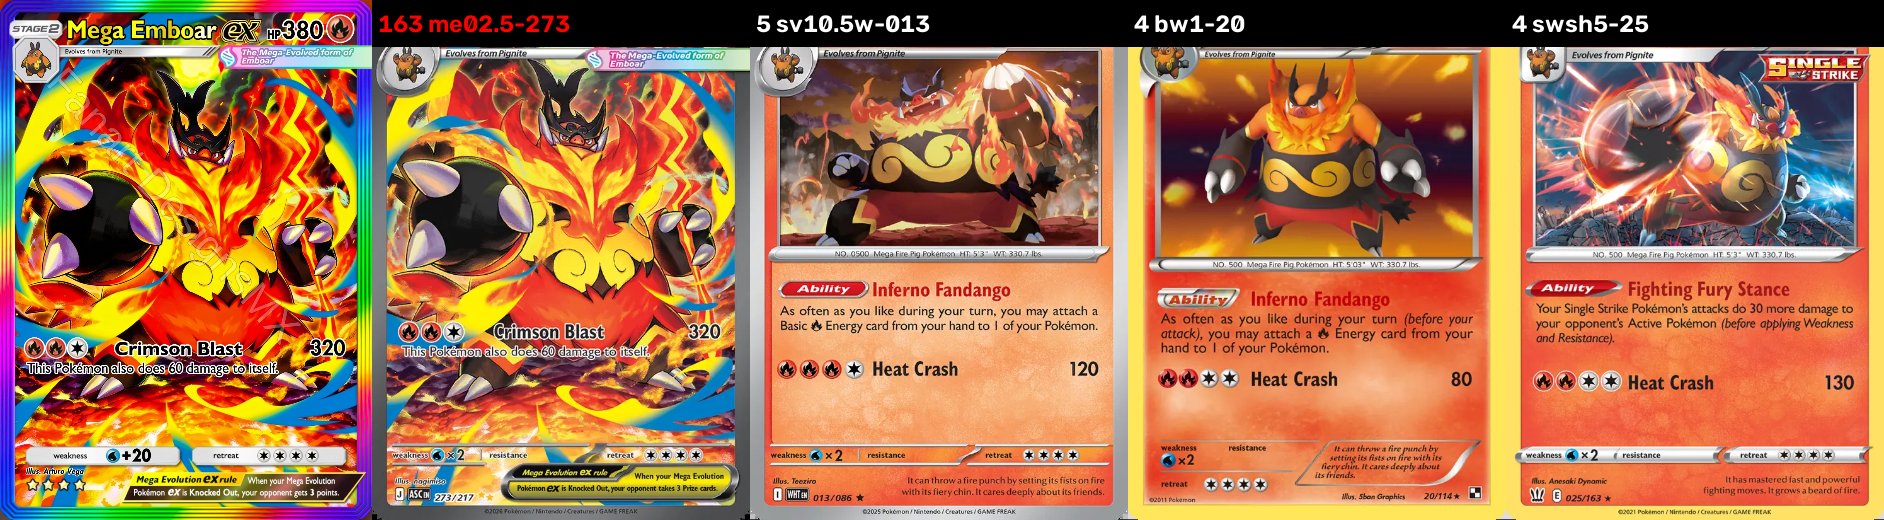 STAGE2
Mega Emboar ex
HP380
Evolves from Pignite
The Mega-Evolved form of
Emboar
Crimson Blast
320
This Pokémon also does 60 damage to itself.
weakness
+20
retreat
Illus. Arturo Vega
Mega Evolution ex rule
When your Mega Evolution
Pokémon ex is Knocked Out, your opponent gets 3 points.
163 me02.5-273
Evolves from Pignite
The Mega-Evolved form of
Emboar
Crimson Blast
320
This Pokémon also does 60 damage to itself.
weakness
×2
resistance
retreat
Illus. nagimiso
J
ASC EN
273/217
Mega Evolution ex rule
When your Mega Evolution
Pokémon ex is Knocked Out, your opponent takes 3 Prize cards.
©2026 Pokémon / Nintendo / Creatures / GAME FREAK
5 sv10.5w-013
Evolves from Pignite
NO. 0500 Mega Fire Pig Pokémon HT: 5'3" WT: 330.7 lbs.
Ability
Inferno Fandango
As often as you like during your turn, you may attach a
Basic Energy card from your hand to 1 of your Pokémon.
Heat Crash
120
weakness
×2
resistance
retreat
Illus. Teeziro
I
WHT EN
013/086
It can throw a fire punch by setting its fists on fire
with its fiery chin. It cares deeply about its friends.
©2025 Pokémon / Nintendo / Creatures / GAME FREAK
4 bw1-20
Evolves from Pignite
NO. 500 Mega Fire Pig Pokémon HT: 5'03" WT: 330.7 lbs.
Ability
Inferno Fandango
As often as you like during your turn (before your
attack), you may attach a Energy card from your
hand to 1 of your Pokémon.
Heat Crash
80
weakness
×2
resistance
retreat
It can throw a fire punch by
setting its fists on fire with its
fiery chin. It cares deeply about
its friends.
©2011 Pokémon
Illus. 5ban Graphics
20/114
4 swsh5-25
Evolves from Pignite
SINGLE
STRIKE
NO. 500 Mega Fire Pig Pokémon HT: 5'3" WT: 330.7 lbs.
Ability
Fighting Fury Stance
Your Single Strike Pokémon's attacks do 30 more damage to
your opponent's Active Pokémon (before applying Weakness
and Resistance).
Heat Crash
130
weakness
×2
resistance
retreat
Illus. Anesaki Dynamic
E
025/163
It has mastered fast and powerful
fighting moves. It grows a beard of fire.
©2021 Pokémon / Nintendo / Creatures / GAME FREAK